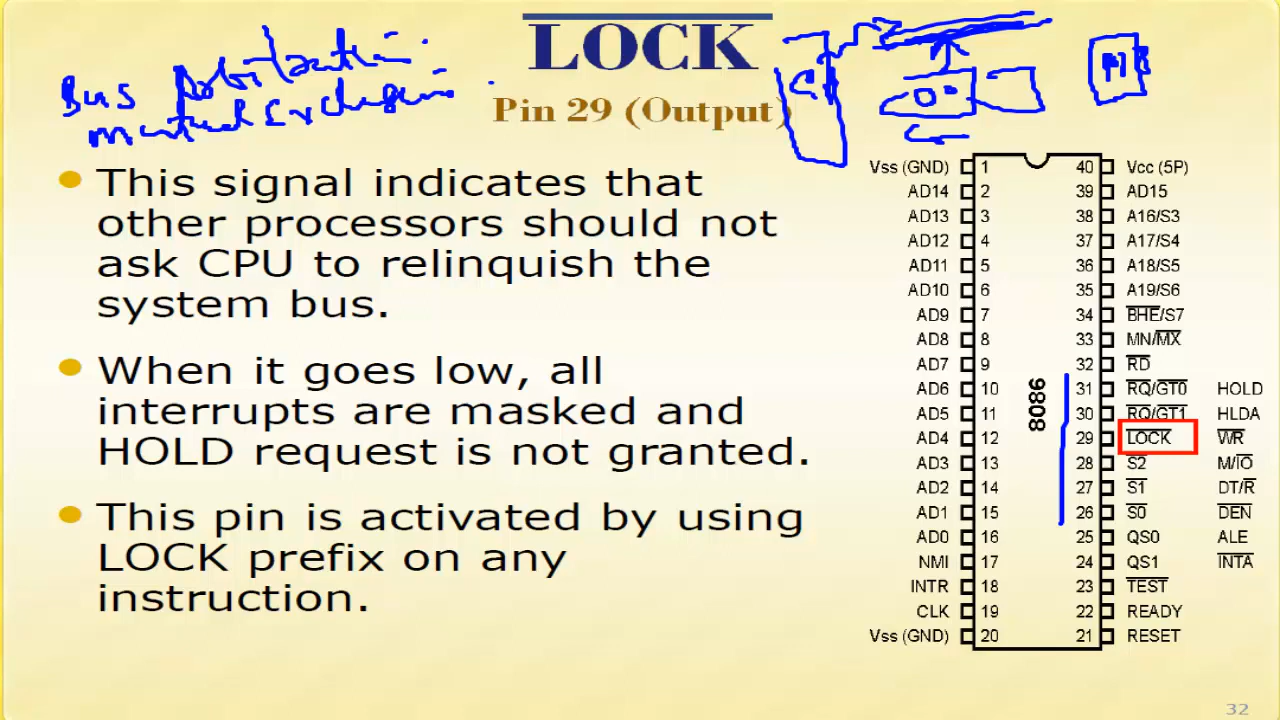 LOCK
Pin 29 (Output)
Bus Arbitration
mutual Exclusion
This signal indicates that
other processors should not
ask CPU to relinquish the
system bus.
When it goes low, all
interrupts are masked and
HOLD request is not granted.
This pin is activated by using
LOCK prefix on any
instruction.
8086
Vss (GND) 1 40 Vcc (5P)
AD14 2 39 AD15
AD13 3 38 A16/S3
AD12 4 37 A17/S4
AD11 5 36 A18/S5
AD10 6 35 A19/S6
AD9 7 34 BHE/S7
AD8 8 33 MN/MX
AD7 9 32 RD
AD6 10 31 RQ/GT0 HOLD
AD5 11 30 RQ/GT1 HLDA
AD4 12 29 LOCK WR
AD3 13 28 S2 M/IO
AD2 14 27 S1 DT/R
AD1 15 26 S0 DEN
AD0 16 25 QS0 ALE
NMI 17 24 QS1 INTA
INTR 18 23 TEST
CLK 19 22 READY
Vss (GND) 20 21 RESET
32